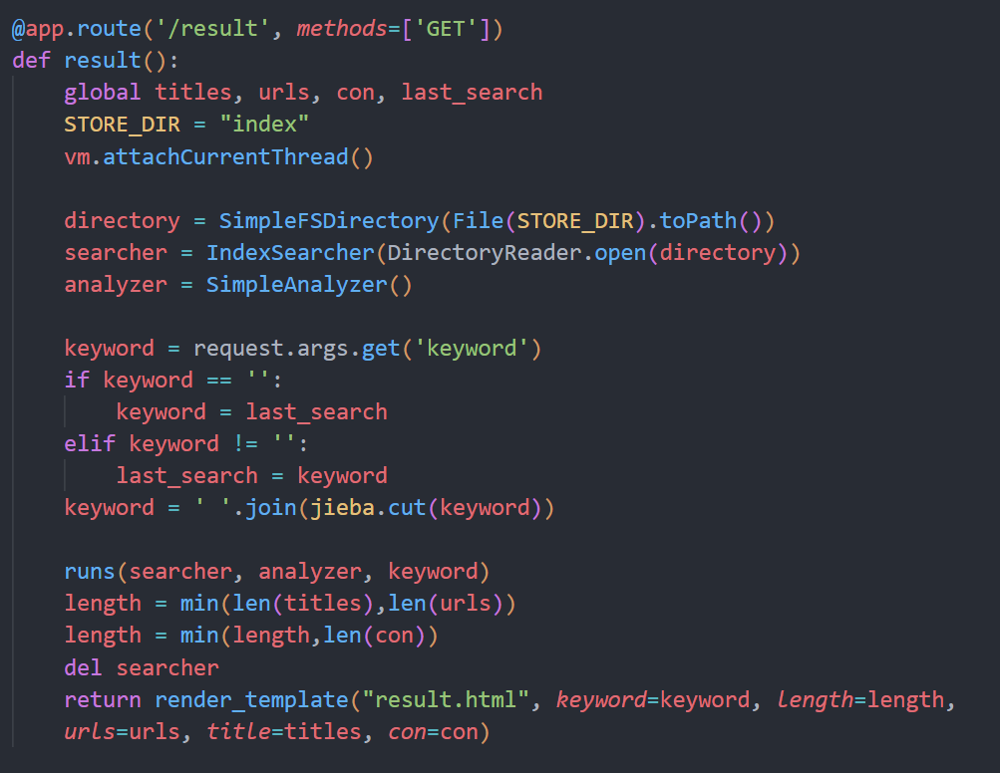 @app.route('/result', methods=['GET'])
def result():
    global titles, urls, con, last_search
    STORE_DIR = "index"
    vm.attachCurrentThread()

    directory = SimpleFSDirectory(File(STORE_DIR).toPath())
    searcher = IndexSearcher(DirectoryReader.open(directory))
    analyzer = SimpleAnalyzer()

    keyword = request.args.get('keyword')
    if keyword == '':
        keyword = last_search
    elif keyword != '':
        last_search = keyword
    keyword = ' '.join(jieba.cut(keyword))

    runs(searcher, analyzer, keyword)
    length = min(len(titles),len(urls))
    length = min(length,len(con))
    del searcher
    return render_template("result.html", keyword=keyword, length=length,
    urls=urls, title=titles, con=con)